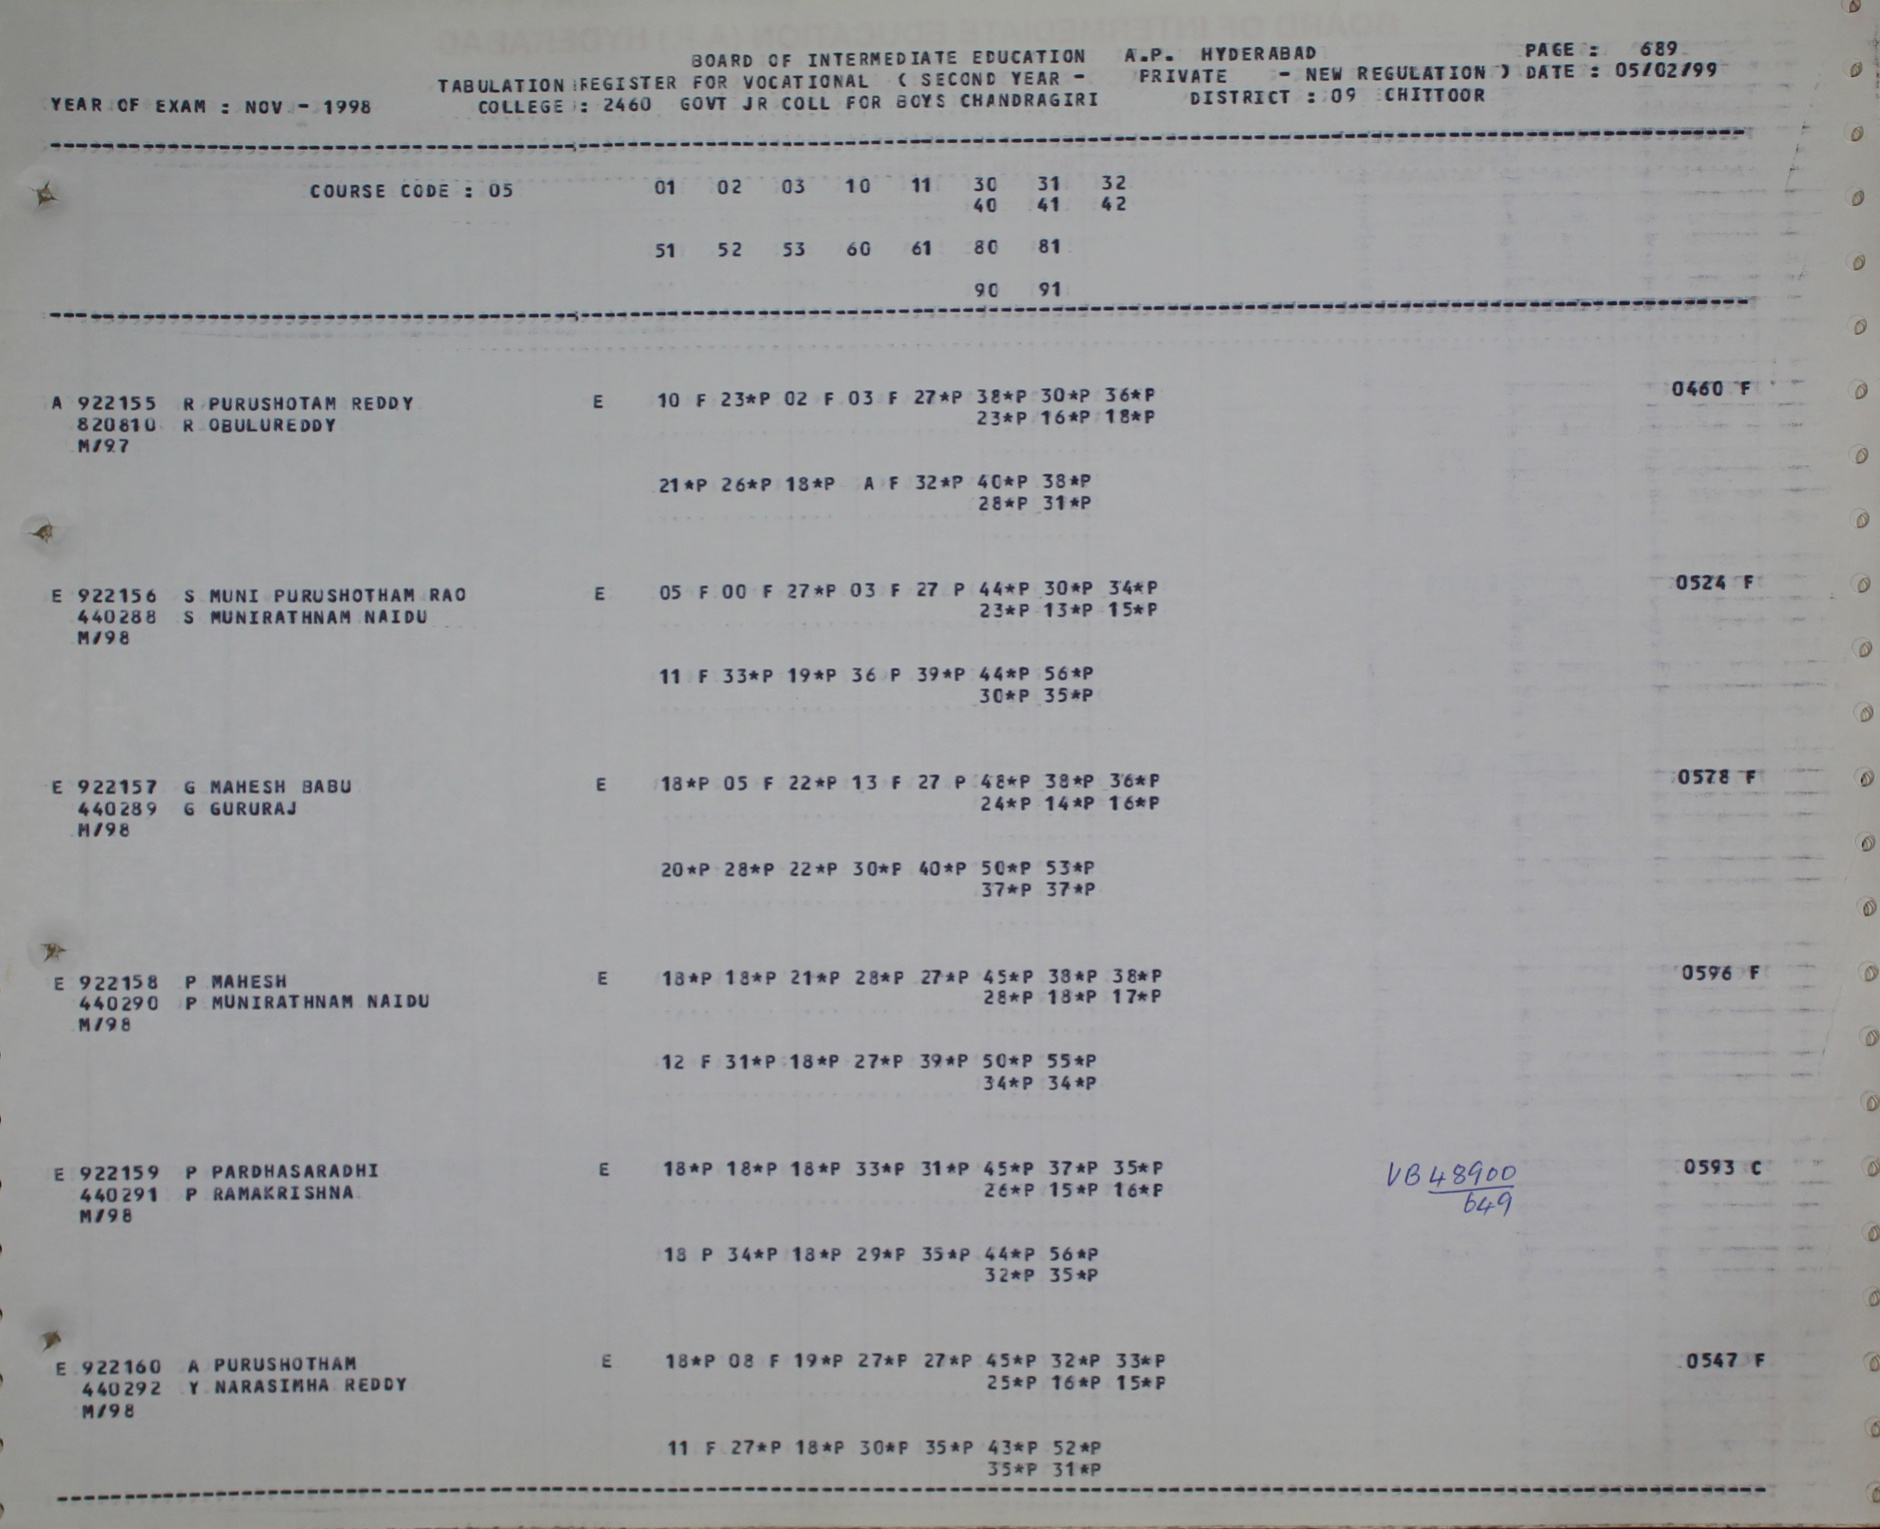 BOARD OF INTERMEDIATE EDUCATION A.P. HYDERABAD PAGE : 689
TABULATION REGISTER FOR VOCATIONAL ( SECOND YEAR - PRIVATE - NEW REGULATION ) DATE : 05/02/99
YEAR OF EXAM : NOV - 1998 COLLEGE : 2460 GOVT JR COLL FOR BOYS CHANDRAGIRI DISTRICT : 09 CHITTOOR
COURSE CODE : 05 01 02 03 10 11 30 31 32
40 41 42
51 52 53 60 61 80 81
90 91
A 922155 R PURUSHOTAM REDDY E 10 F 23*P 02 F 03 F 27*P 38*P 30*P 36*P 0460 F
820810 R OBULUREDDY 23*P 16*P 18*P
M/97
21*P 26*P 18*P A F 32*P 40*P 38*P
28*P 31*P
E 922156 S MUNI PURUSHOTHAM RAO E 05 F 00 F 27*P 03 F 27 P 44*P 30*P 34*P 0524 F
440288 S MUNIRATHNAM NAIDU 23*P 13*P 15*P
M/98
11 F 33*P 19*P 36 P 39*P 44*P 56*P
30*P 35*P
E 922157 G MAHESH BABU E 18*P 05 F 22*P 13 F 27 P 48*P 38*P 36*P 0578 F
440289 G GURURAJ 24*P 14*P 16*P
M/98
20*P 28*P 22*P 30*P 40*P 50*P 53*P
37*P 37*P
E 922158 P MAHESH E 18*P 18*P 21*P 28*P 27*P 45*P 38*P 38*P 0596 F
440290 P MUNIRATHNAM NAIDU 28*P 18*P 17*P
M/98
12 F 31*P 18*P 27*P 39*P 50*P 55*P
34*P 34*P
E 922159 P PARDHASARADHI E 18*P 18*P 18*P 33*P 31*P 45*P 37*P 35*P VB 48900 0593 C
440291 P RAMAKRISHNA 26*P 15*P 16*P 649
M/98
18 P 34*P 18*P 29*P 35*P 44*P 56*P
32*P 35*P
E 922160 A PURUSHOTHAM E 18*P 08 F 19*P 27*P 27*P 45*P 32*P 33*P 0547 F
440292 Y NARASIMHA REDDY 25*P 16*P 15*P
M/98
11 F 27*P 18*P 30*P 35*P 43*P 52*P
35*P 31*P